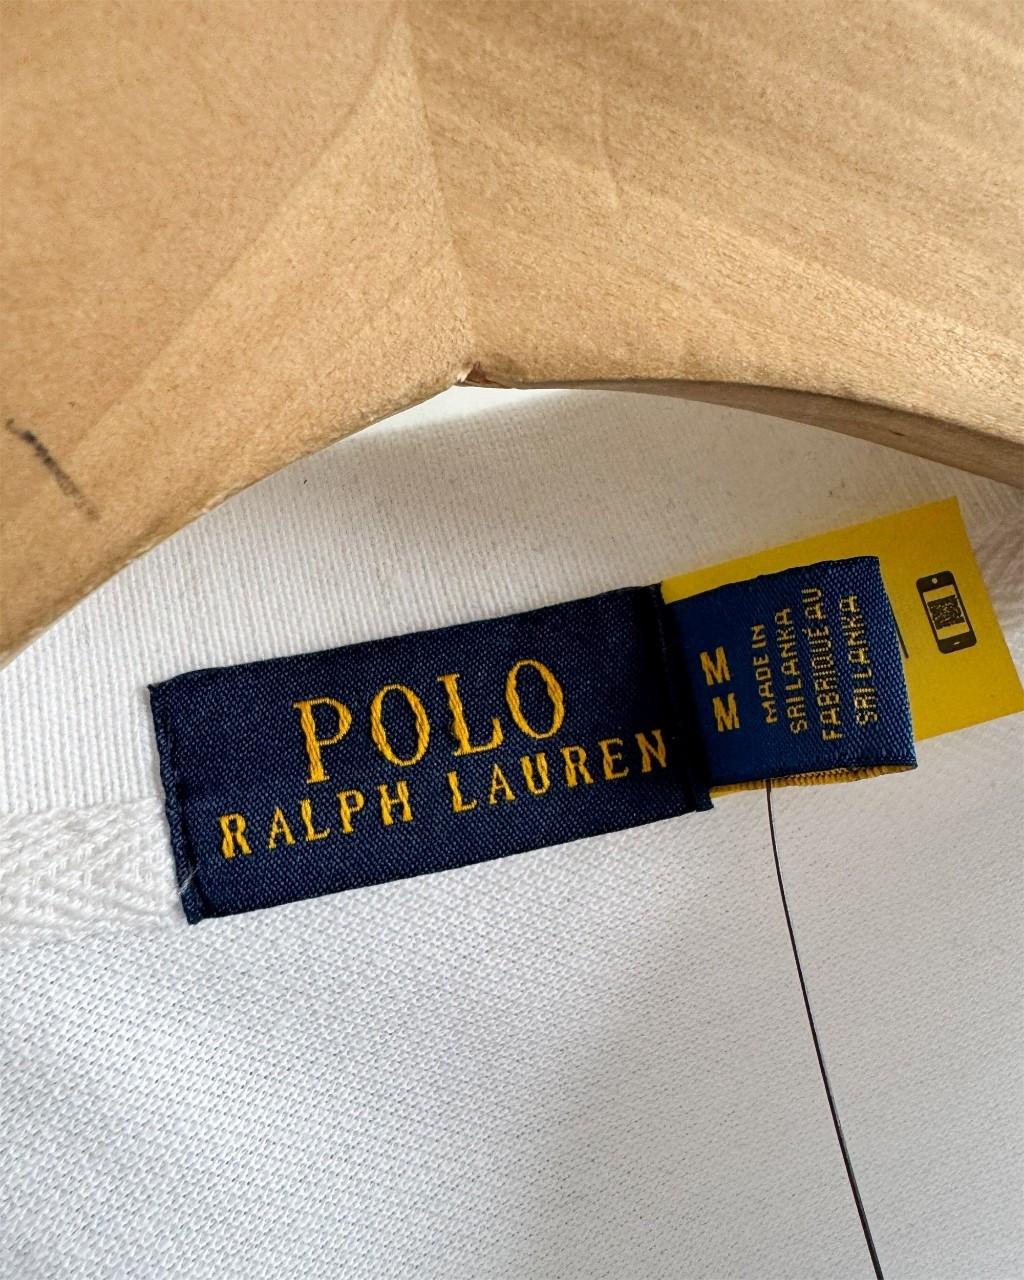 POLO
RALPH LAUREN
M
M
MADE IN
SRI LANKA
FABRIQUÉ AU
SRI LANKA